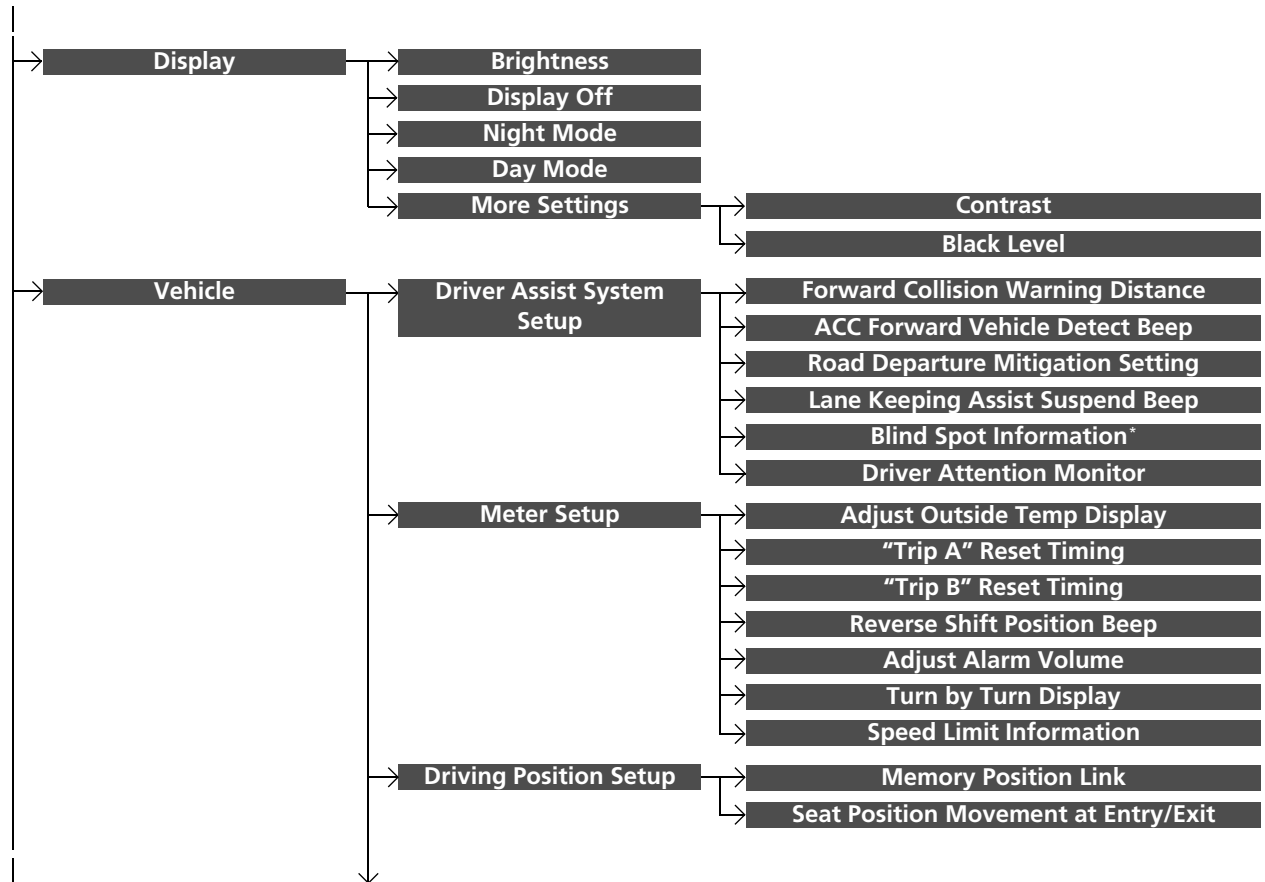 Display
Brightness
Display Off
Night Mode
Day Mode
More Settings
Contrast
Black Level
Vehicle
Driver Assist System
Setup
Forward Collision Warning Distance
ACC Forward Vehicle Detect Beep
Road Departure Mitigation Setting
Lane Keeping Assist Suspend Beep
Blind Spot Information*
Driver Attention Monitor
Meter Setup
Adjust Outside Temp Display
“Trip A” Reset Timing
“Trip B” Reset Timing
Reverse Shift Position Beep
Adjust Alarm Volume
Turn by Turn Display
Speed Limit Information
Driving Position Setup
Memory Position Link
Seat Position Movement at Entry/Exit